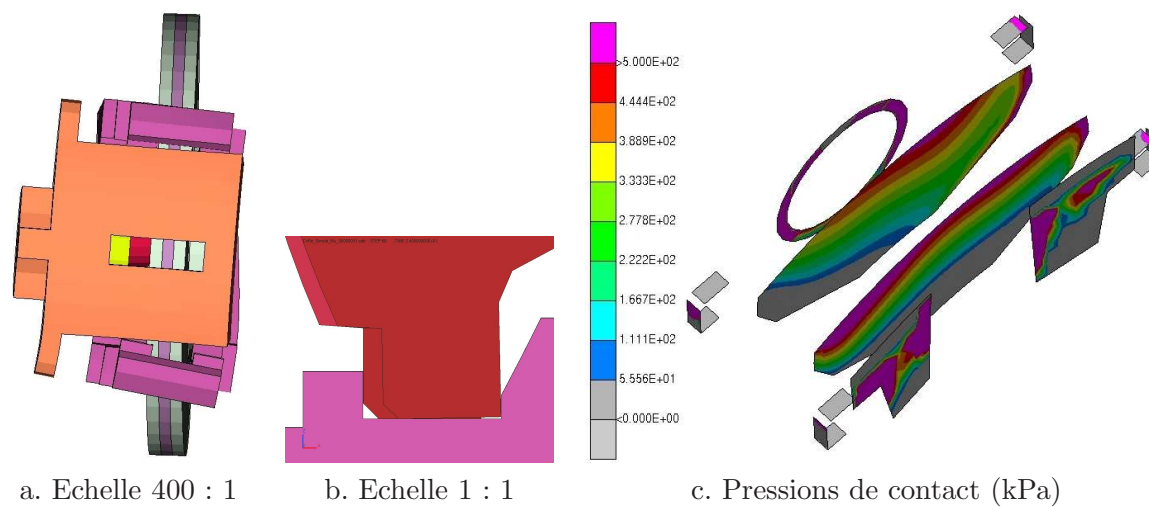 >5.000E+02
4.444E+02
3.889E+02
3.333E+02
2.778E+02
2.222E+02
1.667E+02
1.111E+02
5.556E+01
<0.000E+00
a. Echelle 400 : 1
b. Echelle 1 : 1
c. Pressions de contact (kPa)